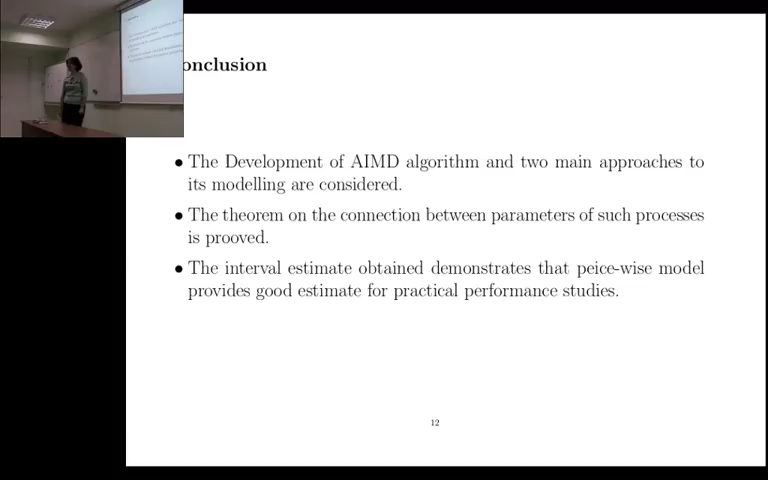 onclusion
• The Development of AIMD algorithm and two main approaches to
its modelling are considered.
• The theorem on the connection between parameters of such processes
is prooved.
• The interval estimate obtained demonstrates that peice-wise model
provides good estimate for practical performance studies.
12